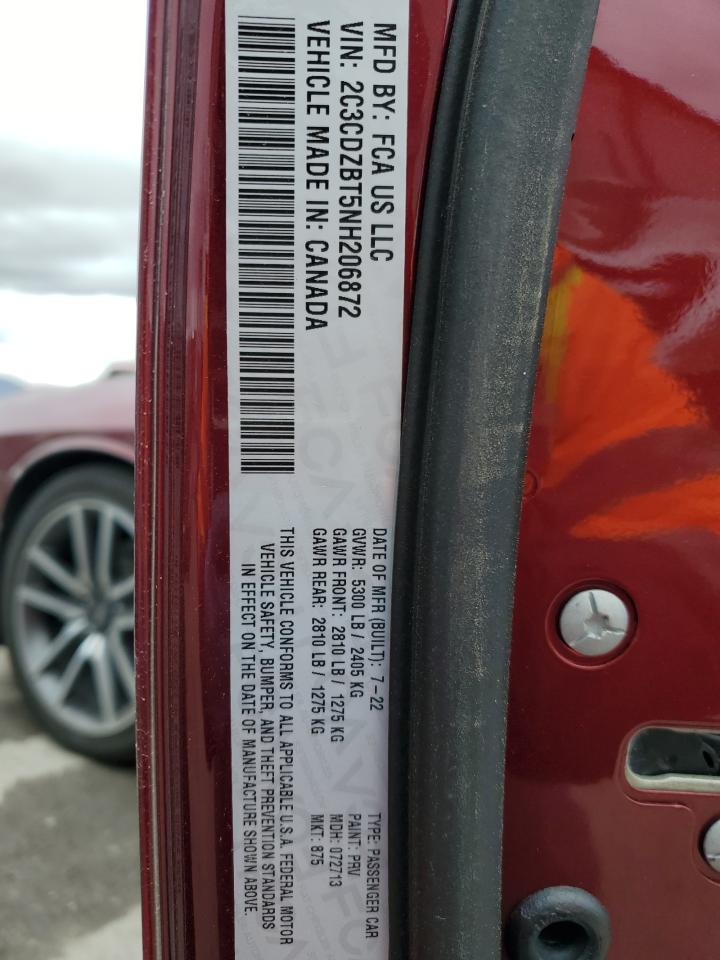 MFD BY: FCA US LLC
VIN: 2C3CDZBT5NH206872
VEHICLE MADE IN: CANADA
DATE OF MFR (BUILT): 7-22
GVWR: 5300 LB / 2405 KG
GAWR FRONT: 2810 LB / 1275 KG
GAWR REAR: 2810 LB / 1275 KG
TYPE: PASSENGER CAR
PAINT: PRV
MDH: 072713
MKT: 875
THIS VEHICLE CONFORMS TO ALL APPLICABLE U.S.A. FEDERAL MOTOR
VEHICLE SAFETY, BUMPER, AND THEFT PREVENTION STANDARDS
IN EFFECT ON THE DATE OF MANUFACTURE SHOWN ABOVE.